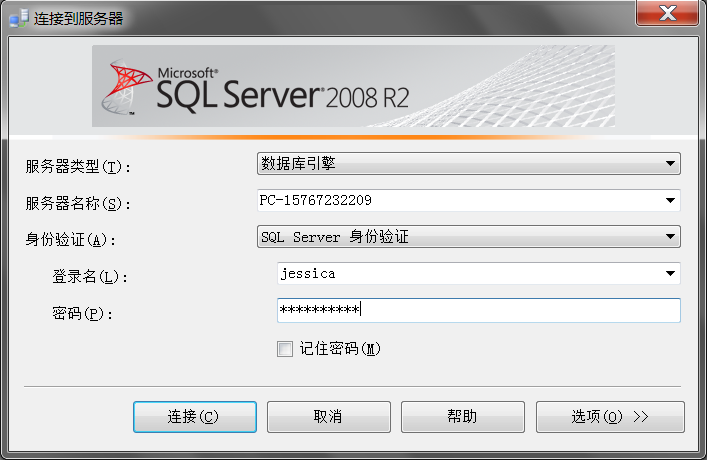 连接到服务器
Microsoft®
SQL Server® 2008 R2
服务器类型(T): 数据库引擎
服务器名称(S): PC-15767232209
身份验证(A): SQL Server 身份验证
登录名(L): jessica
密码(P): **********
记住密码(M)
连接(C) 取消 帮助 选项(O) >>